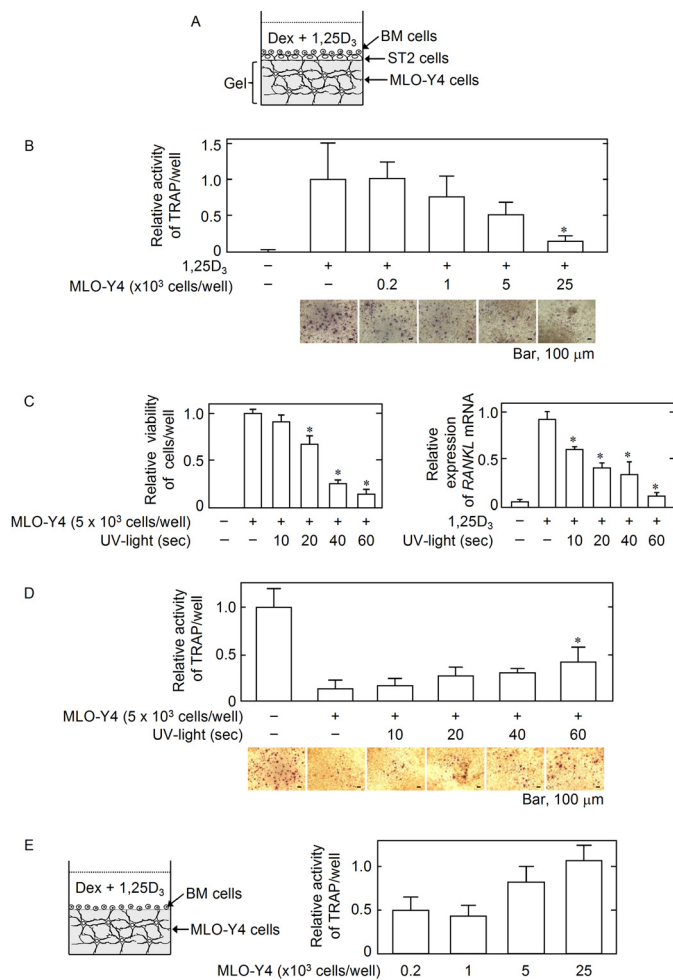 A
Dex + 1,25D3
BM cells
ST2 cells
Gel
MLO-Y4 cells
B
Relative activity
of TRAP/well
1.5
1.0
0.5
0
*
1,25D3 – + + + + +
MLO-Y4 (x10³ cells/well) – – 0.2 1 5 25
Bar, 100 μm
C
Relative viability
of cells/well
1.0
0.5
0
* * *
MLO-Y4 (5 x 10³ cells/well) – + + + + +
UV-light (sec) – – 10 20 40 60
Relative
expression
of RANKL mRNA
1.0
0.5
0
* * * *
1,25D3 – + + + + +
UV-light (sec) – – 10 20 40 60
D
Relative activity
of TRAP/well
1.0
0.5
0
*
MLO-Y4 (5 x 10³ cells/well) – + + + + +
UV-light (sec) – – 10 20 40 60
Bar, 100 μm
E
Dex + 1,25D3
BM cells
MLO-Y4 cells
Relative activity
of TRAP/well
1.0
0.5
0
MLO-Y4 (x10³ cells/well) 0.2 1 5 25